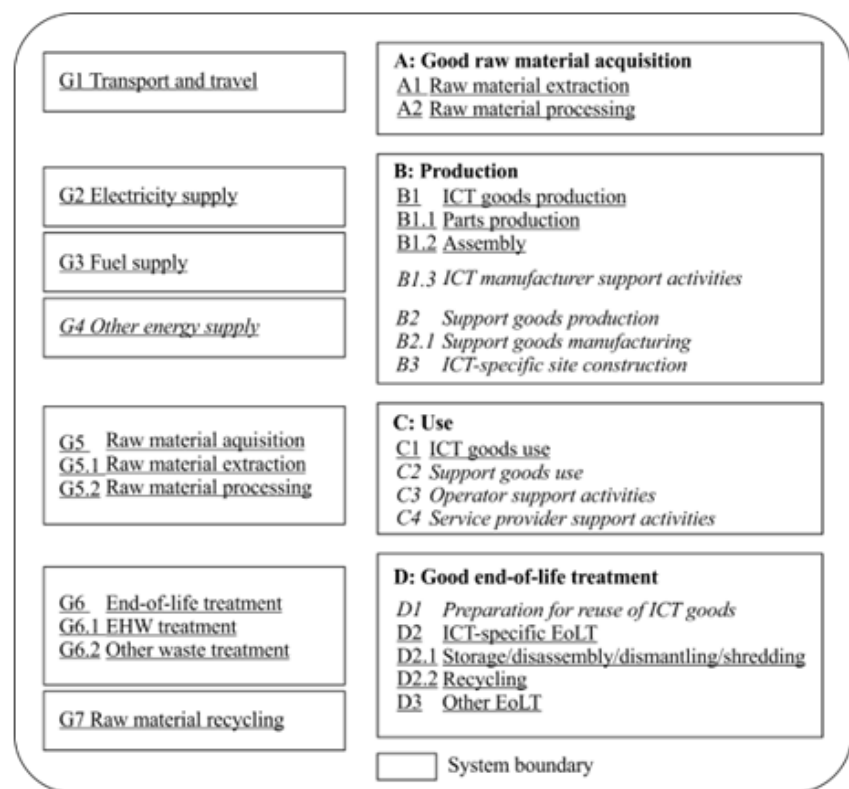 G1 Transport and travel
G2 Electricity supply
G3 Fuel supply
G4 Other energy supply
G5 Raw material aquisition
G5.1 Raw material extraction
G5.2 Raw material processing
G6 End-of-life treatment
G6.1 EHW treatment
G6.2 Other waste treatment
G7 Raw material recycling
A: Good raw material acquisition
A1 Raw material extraction
A2 Raw material processing
B: Production
B1 ICT goods production
B1.1 Parts production
B1.2 Assembly
B1.3 ICT manufacturer support activities
B2 Support goods production
B2.1 Support goods manufacturing
B3 ICT-specific site construction
C: Use
C1 ICT goods use
C2 Support goods use
C3 Operator support activities
C4 Service provider support activities
D: Good end-of-life treatment
D1 Preparation for reuse of ICT goods
D2 ICT-specific EoLT
D2.1 Storage/disassembly/dismantling/shredding
D2.2 Recycling
D3 Other EoLT
System boundary